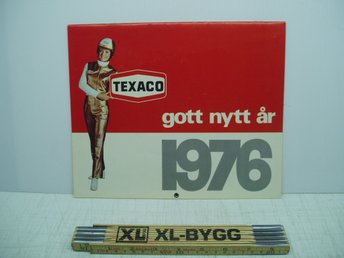 TEXACO
gott nytt år
1976
XL XL-BYGG